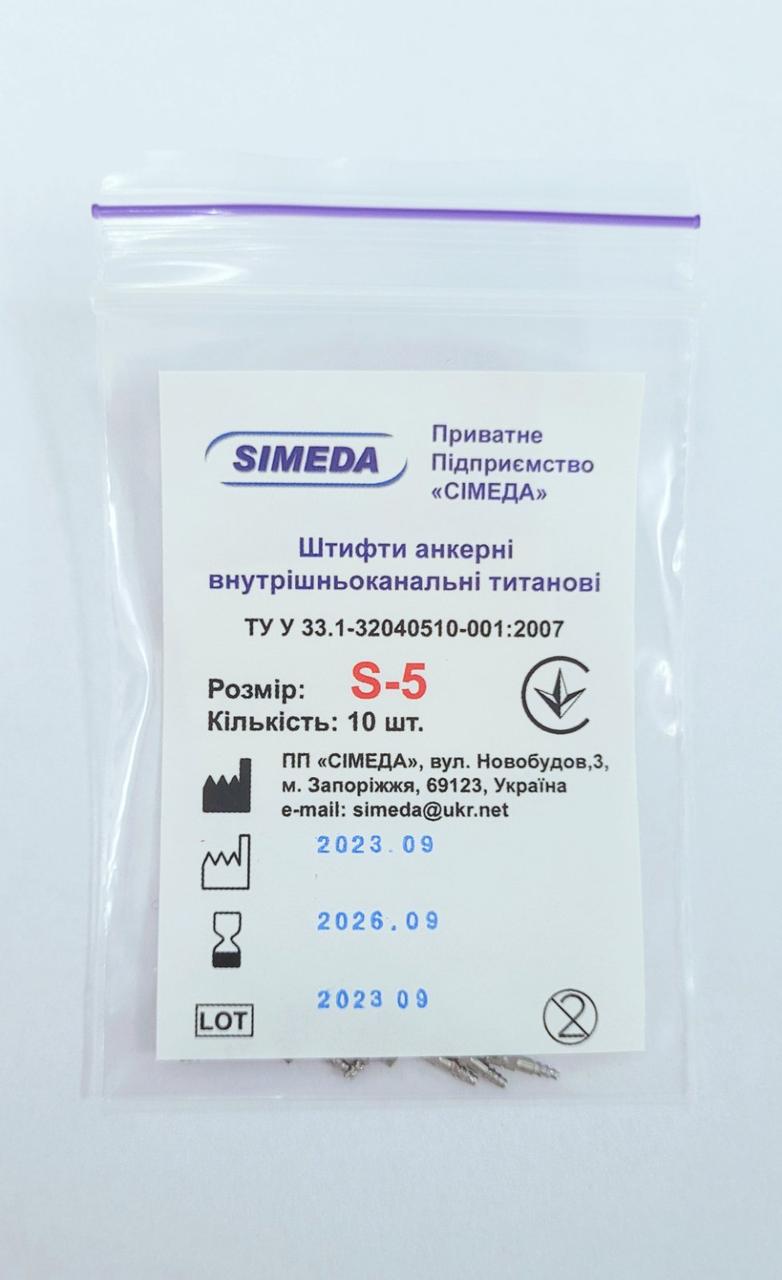 SIMEDA
Приватне
Підприємство
«СІМЕДА»
Штифти анкерні
внутрішньоканальні титанові
ТУ У 33.1-32040510-001:2007
Розмір: S-5
Кількість: 10 шт.
ПП «СІМЕДА», вул. Новобудов,3,
м. Запоріжжя, 69123, Україна
e-mail: simeda@ukr.net
2023.09
2026.09
LOT 2023 09
2